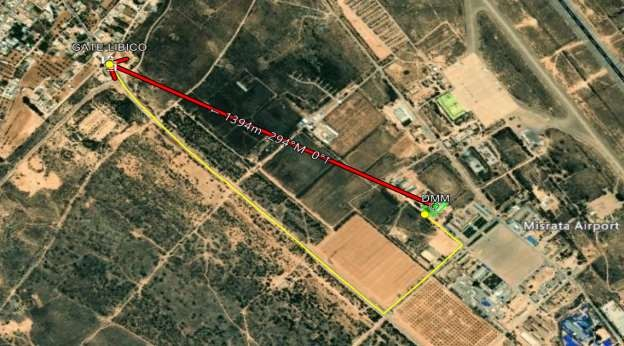 GATE LIBICO
1394m 294°M 0°1
DMM
Misrata Airport